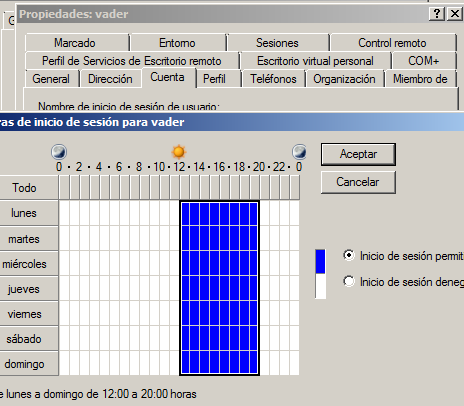 Propiedades: vader
Marcado Entorno Sesiones Control remoto
Perfil de Servicios de Escritorio remoto Escritorio virtual personal COM+
General Dirección Cuenta Perfil Teléfonos Organización Miembro de
Nombre de inicio de sesión de usuario:
ras de inicio de sesión para vader
0 · 2 · 4 · 6 · 8 · 10 · 12 · 14 · 16 · 18 · 20 · 22 · 0
Aceptar
Cancelar
Todo
lunes
martes
miércoles
jueves
viernes
sábado
domingo
Inicio de sesión permit
Inicio de sesión deneg
e lunes a domingo de 12:00 a 20:00 horas